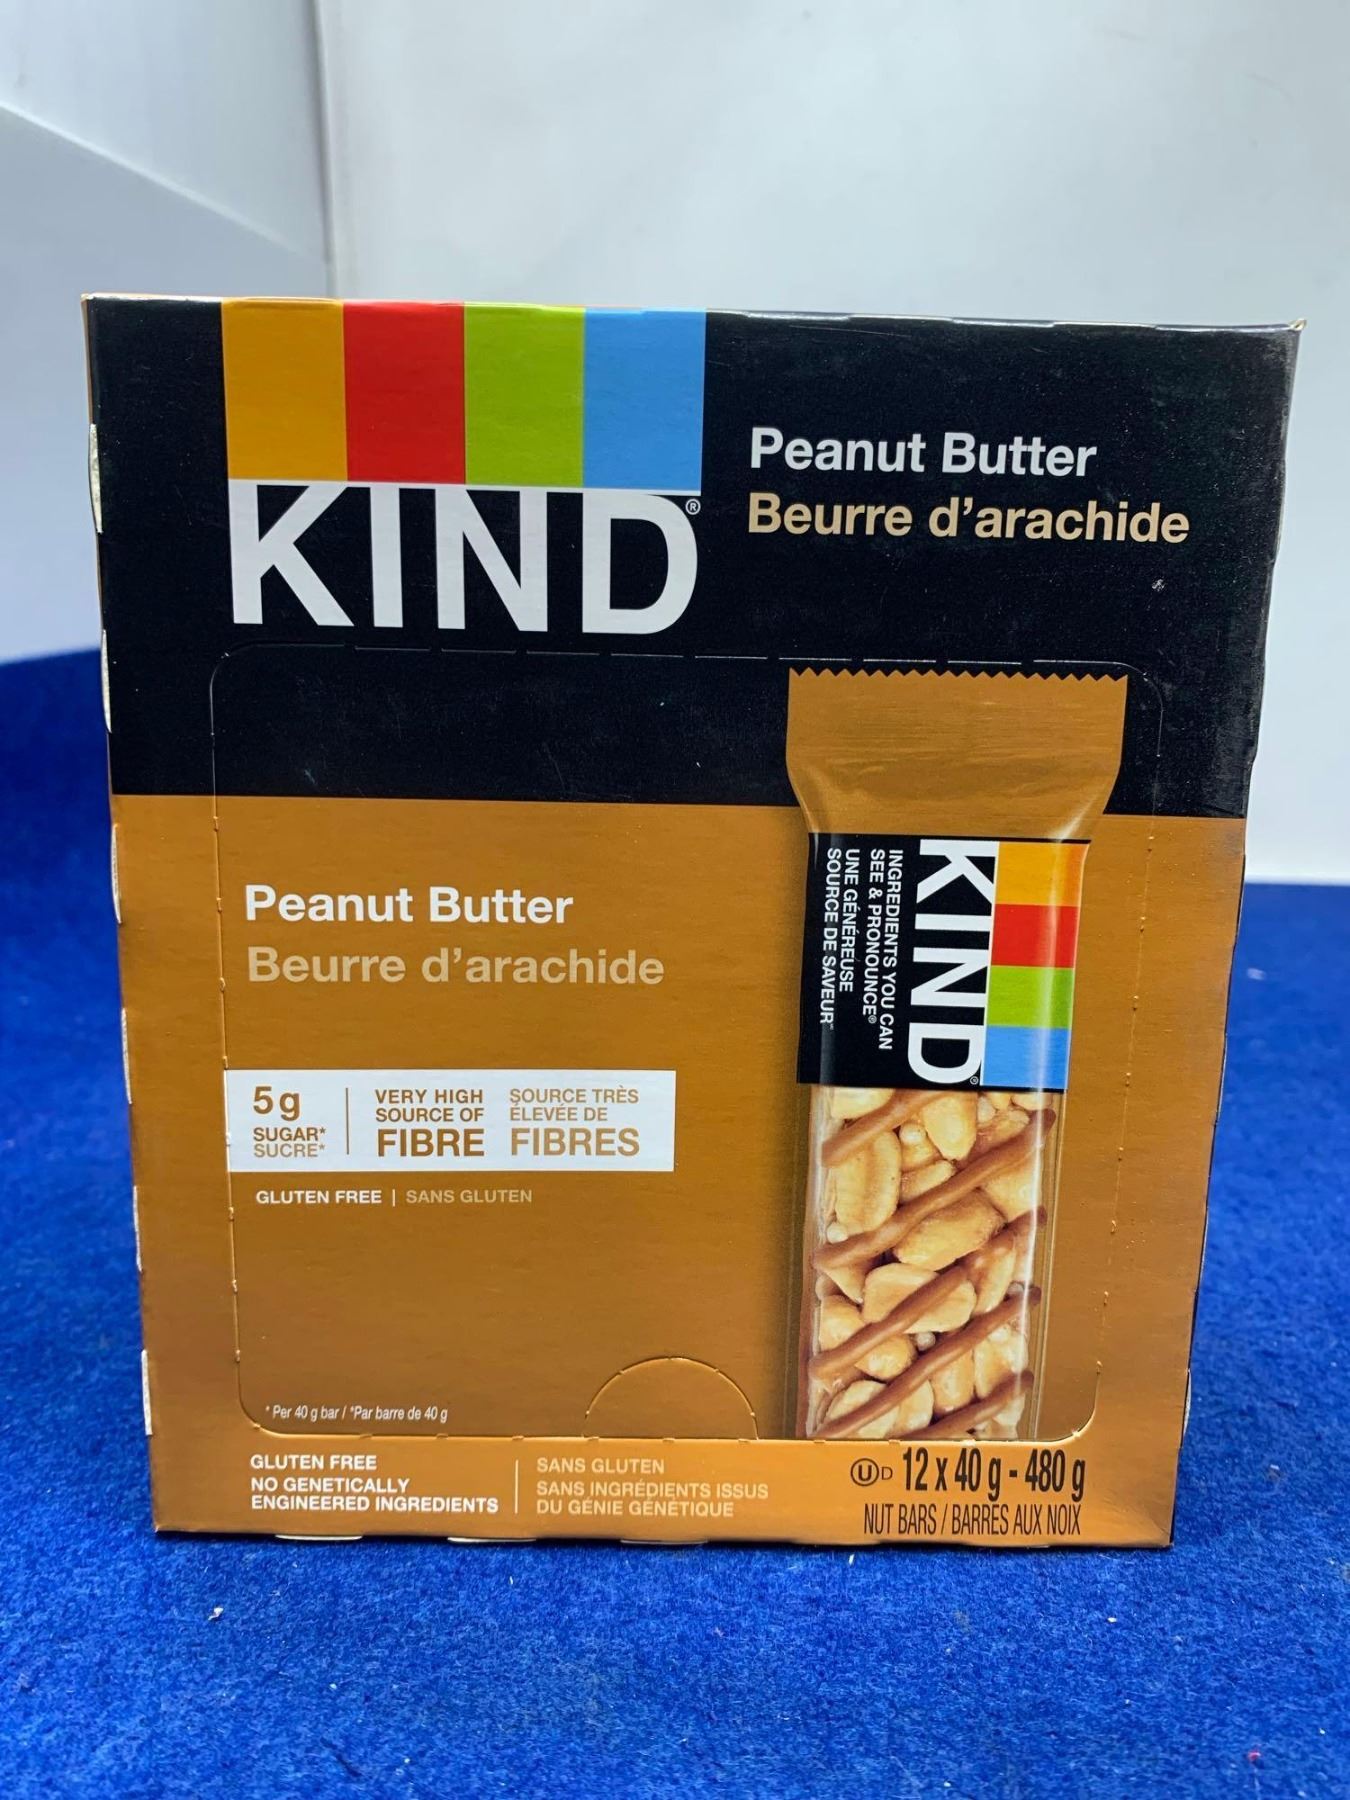 KIND®
Peanut Butter
Beurre d'arachide
KIND®
INGREDIENTS YOU CAN
SEE & PRONOUNCE®
UNE GÉNÉREUSE
SOURCE DE SAVEUR™
Peanut Butter
Beurre d'arachide
5g
SUGAR*
SUCRE*
VERY HIGH
SOURCE OF
FIBRE
SOURCE TRÈS
ÉLEVÉE DE
FIBRES
GLUTEN FREE | SANS GLUTEN
* Per 40 g bar / *Par barre de 40 g
GLUTEN FREE
NO GENETICALLY
ENGINEERED INGREDIENTS
SANS GLUTEN
SANS INGRÉDIENTS ISSUS
DU GÉNIE GÉNÉTIQUE
Ⓤ D 12 x 40 g - 480 g
NUT BARS / BARRES AUX NOIX